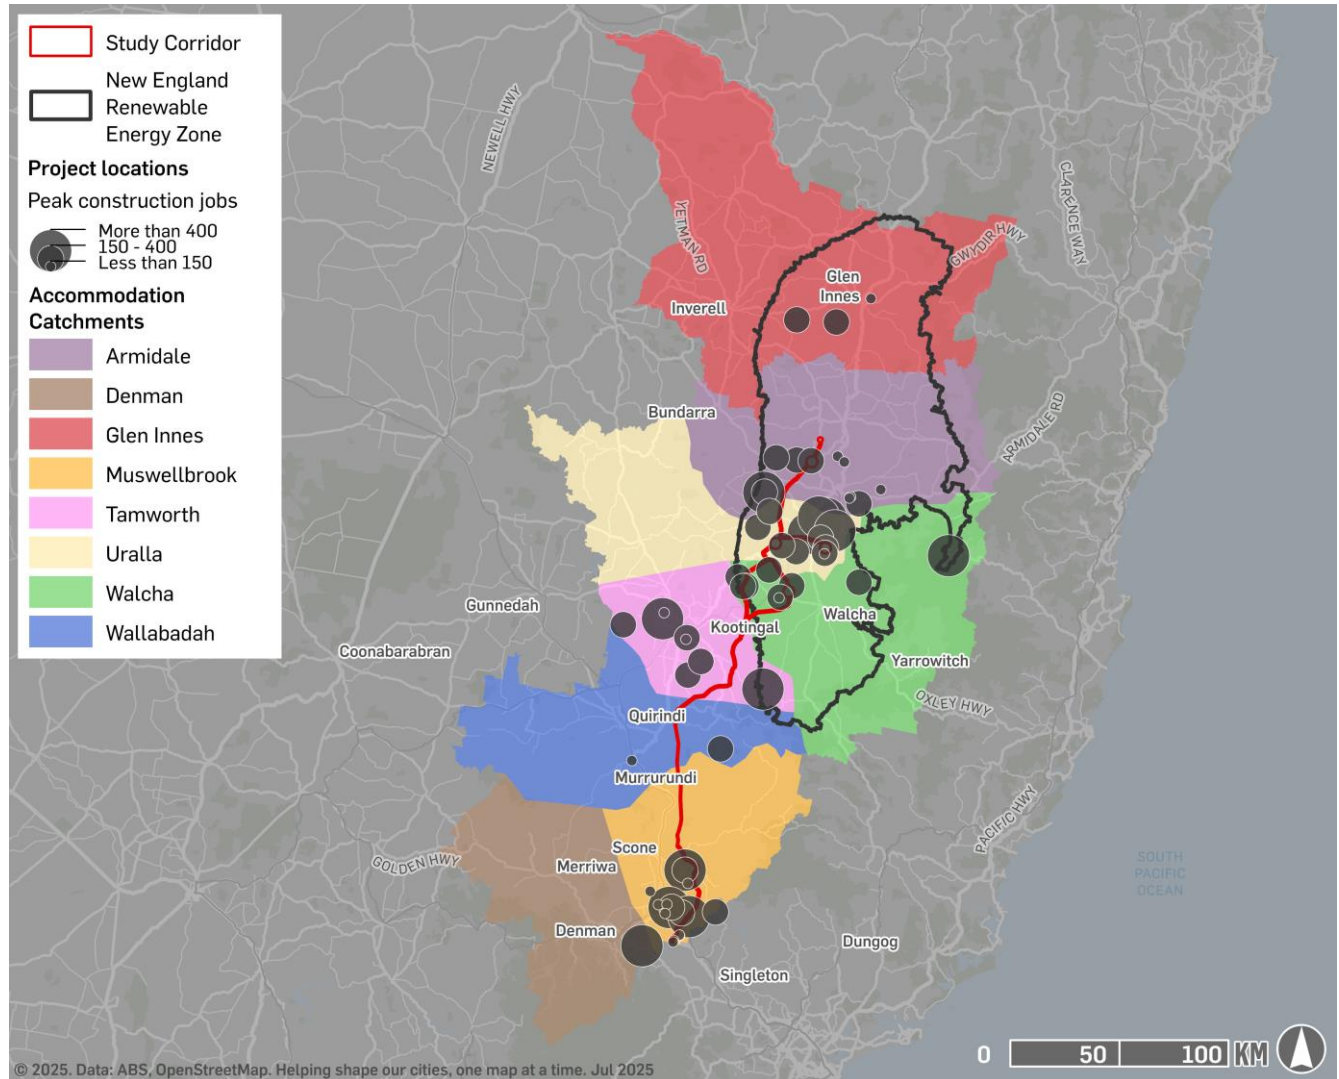 Study Corridor
New England
Renewable
Energy Zone
Project locations
Peak construction jobs
More than 400
150 - 400
Less than 150
Accommodation
Catchments
Armidale
Denman
Glen Innes
Muswellbrook
Tamworth
Uralla
Walcha
Wallabadah
NEWELL HWY
CLARENCE WAY
YETMAN RD
GWYDIR HWY
Glen
Innes
Inverell
Bundarra
ARMIDALE RD
Gunnedah
Walcha
Kootingal
Coonabarabran
Yarrowitch
OXLEY HWY
Quirindi
Murrurundi
PACIFIC HWY
Scone
GOLDEN HWY
Merriwa
SOUTH
PACIFIC
OCEAN
Denman
Dungog
Singleton
0 50 100 KM
© 2025. Data: ABS, OpenStreetMap. Helping shape our cities, one map at a time. Jul 2025